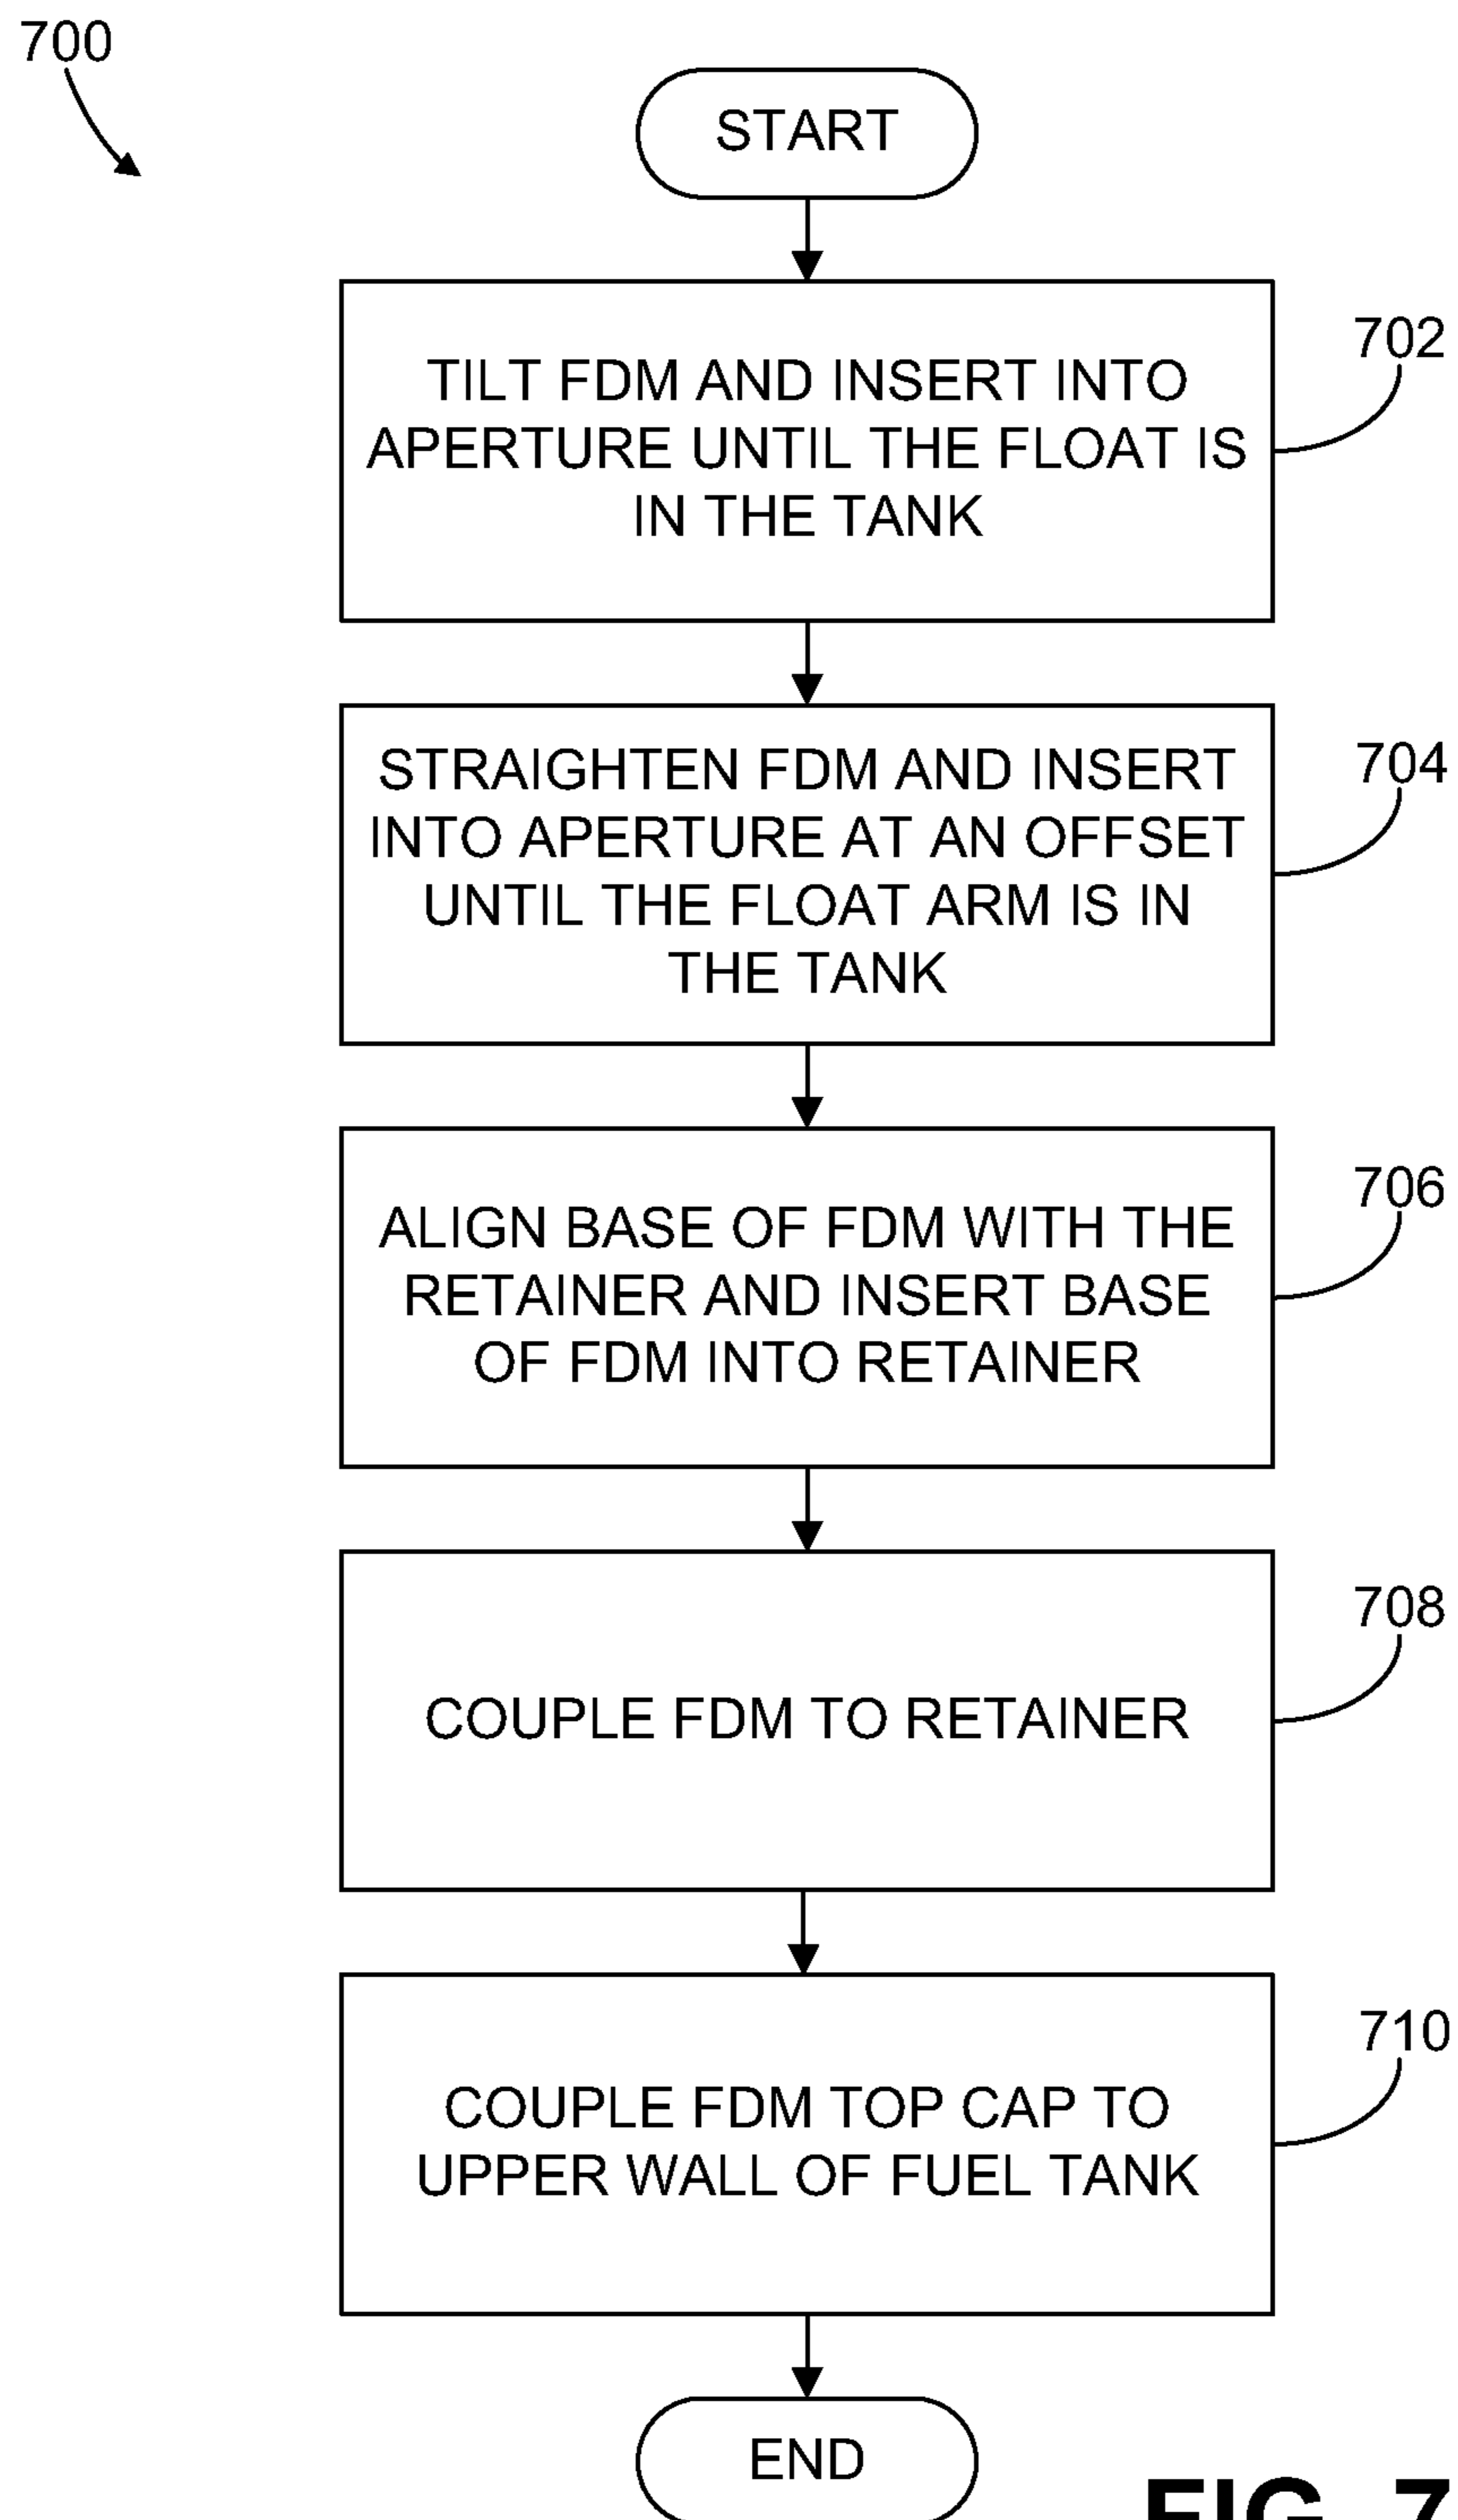 700
START
702
TILT FDM AND INSERT INTO
APERTURE UNTIL THE FLOAT IS
IN THE TANK
704
STRAIGHTEN FDM AND INSERT
INTO APERTURE AT AN OFFSET
UNTIL THE FLOAT ARM IS IN
THE TANK
706
ALIGN BASE OF FDM WITH THE
RETAINER AND INSERT BASE
OF FDM INTO RETAINER
708
COUPLE FDM TO RETAINER
710
COUPLE FDM TOP CAP TO
UPPER WALL OF FUEL TANK
END
FIG. 7